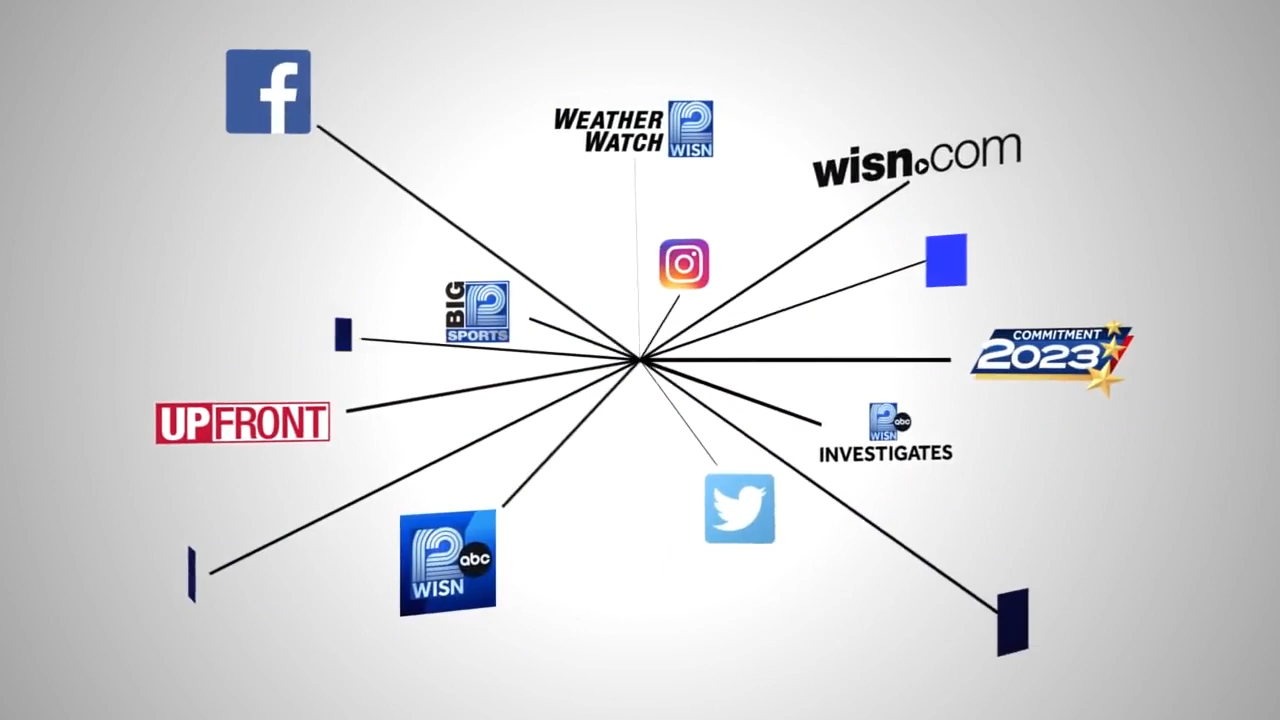 f
WEATHER
WATCH
12
WISN
wisn.com
BIG
12
SPORTS
COMMITMENT
2023
UPFRONT
12
abc
WISN
INVESTIGATES
12
abc
WISN